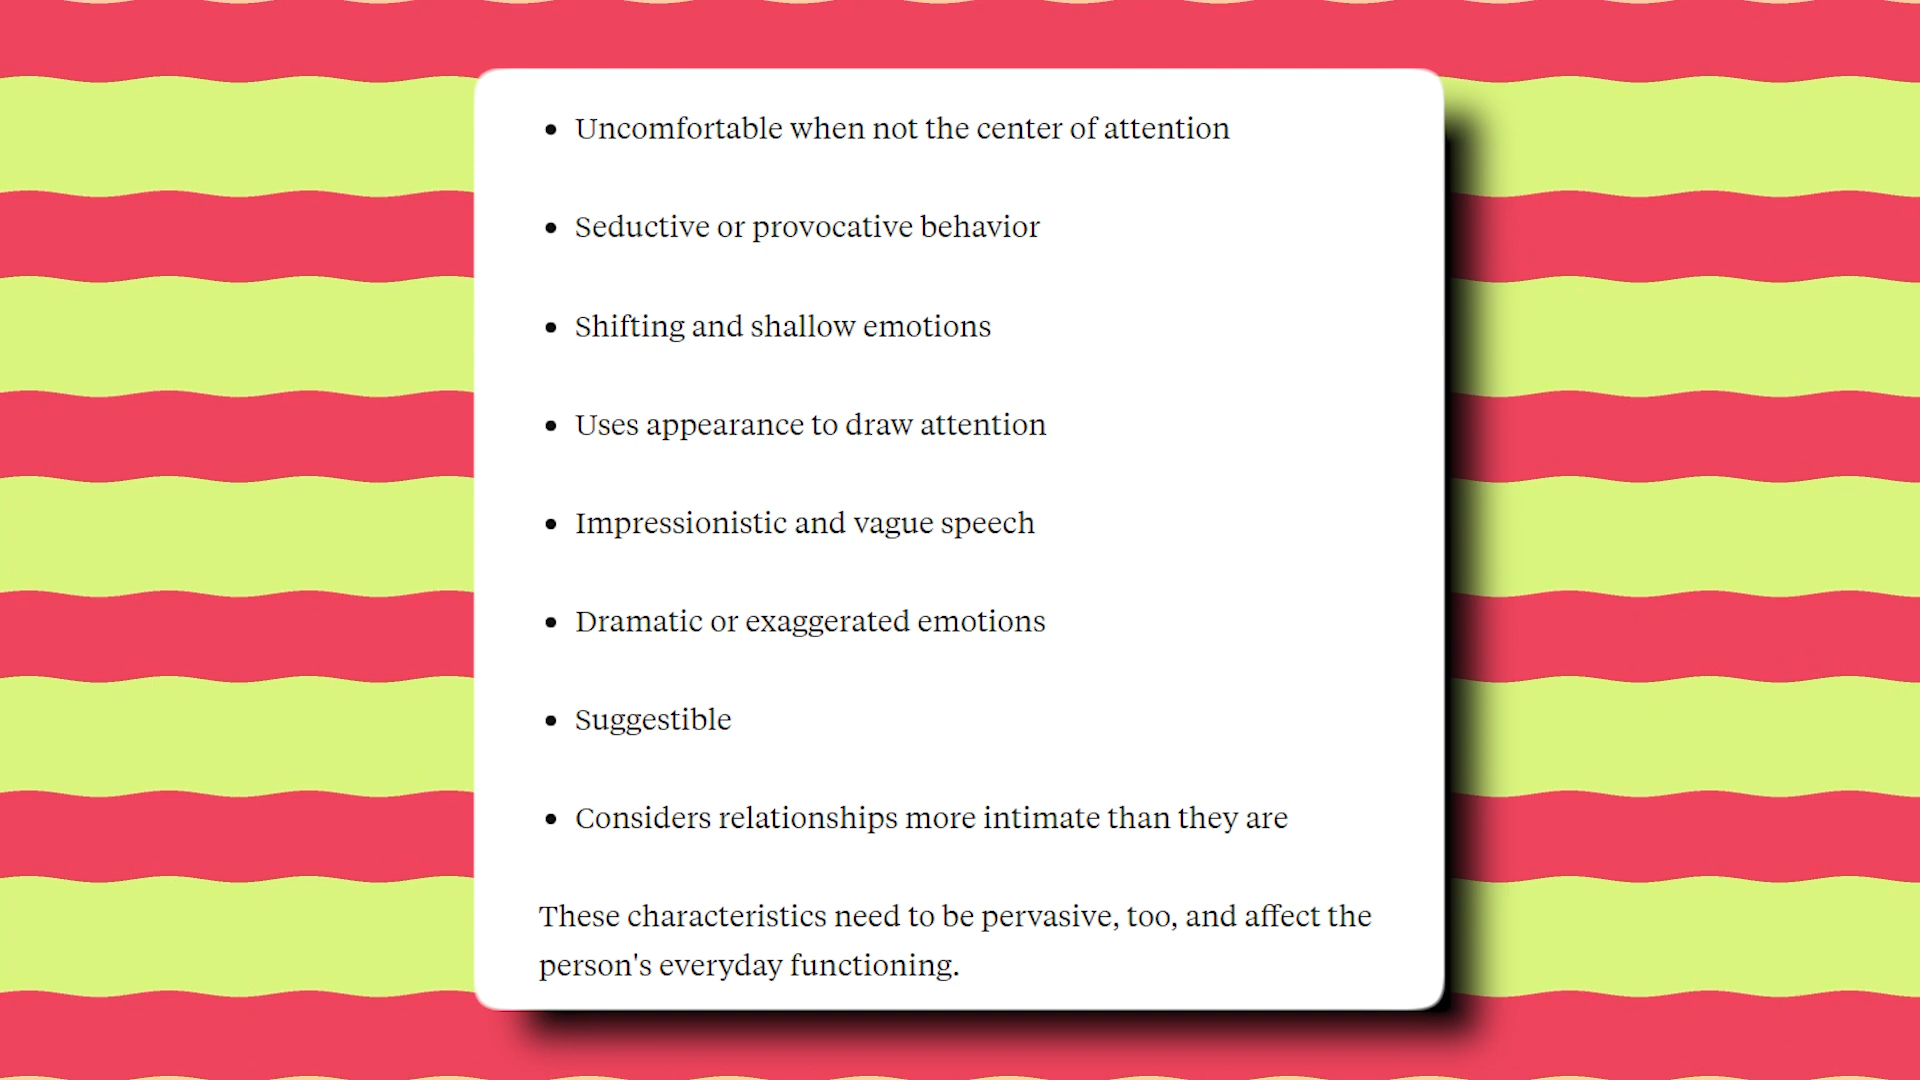 • Uncomfortable when not the center of attention
• Seductive or provocative behavior
• Shifting and shallow emotions
• Uses appearance to draw attention
• Impressionistic and vague speech
• Dramatic or exaggerated emotions
• Suggestible
• Considers relationships more intimate than they are
These characteristics need to be pervasive, too, and affect the
person's everyday functioning.